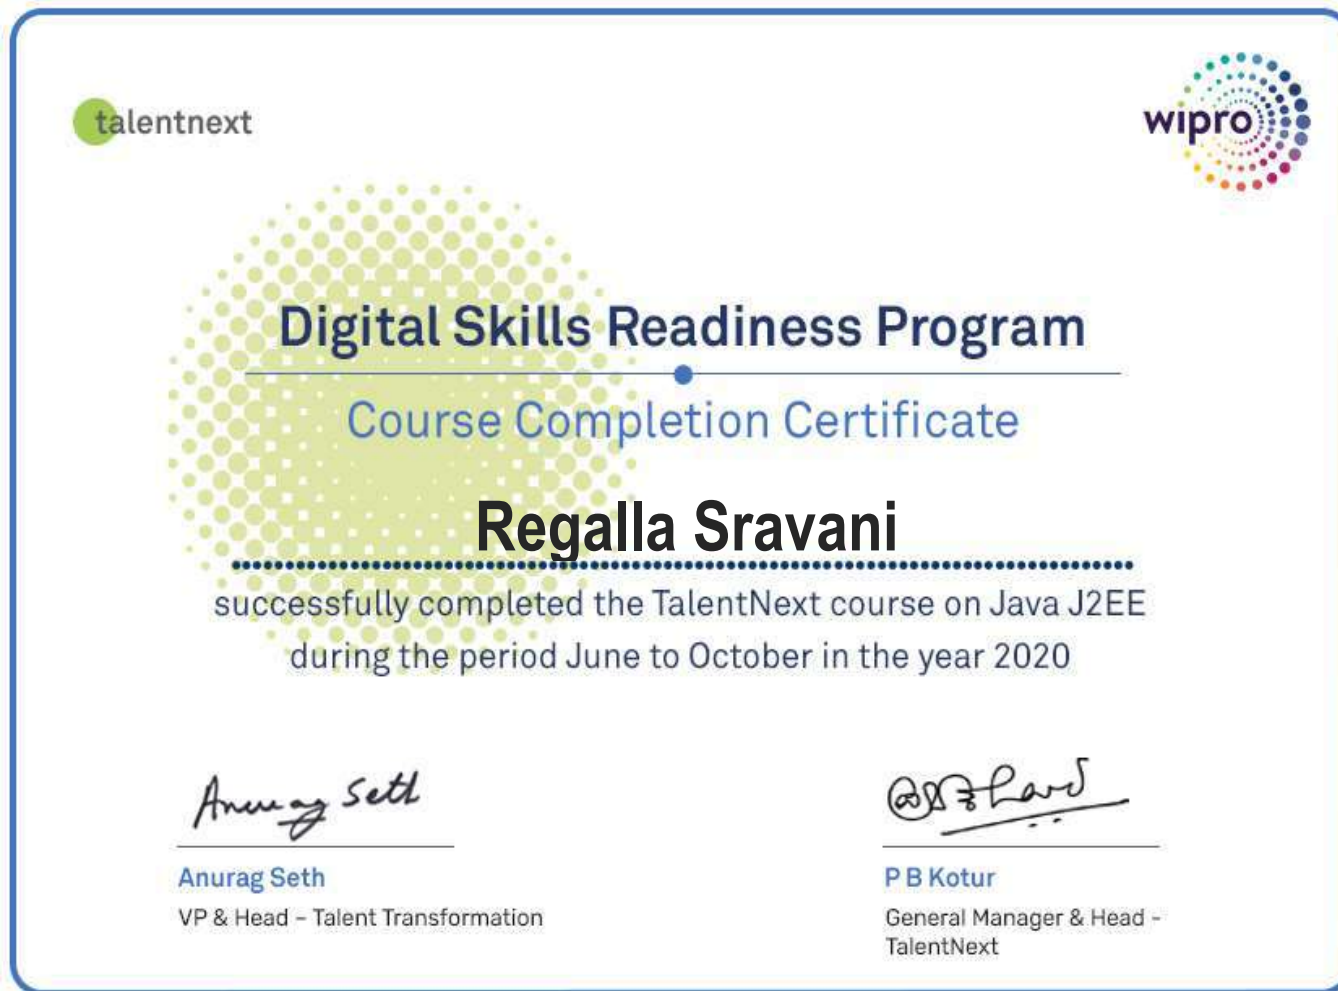 talentnext
wipro
Digital Skills Readiness Program
Course Completion Certificate
Regalla Sravani
successfully completed the TalentNext course on Java J2EE
during the period June to October in the year 2020
Anurag Seth
Anurag Seth
VP & Head – Talent Transformation
P B Kotur
General Manager & Head -
TalentNext